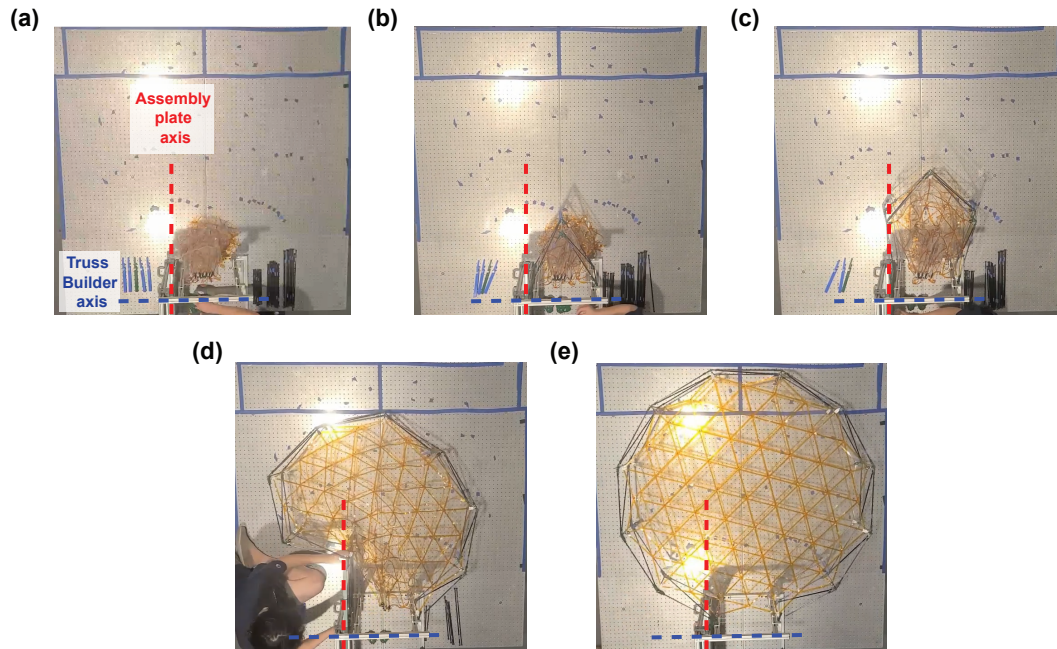 (a)
(b)
(c)
Assembly
plate
axis
Truss
Builder
axis
(d)
(e)